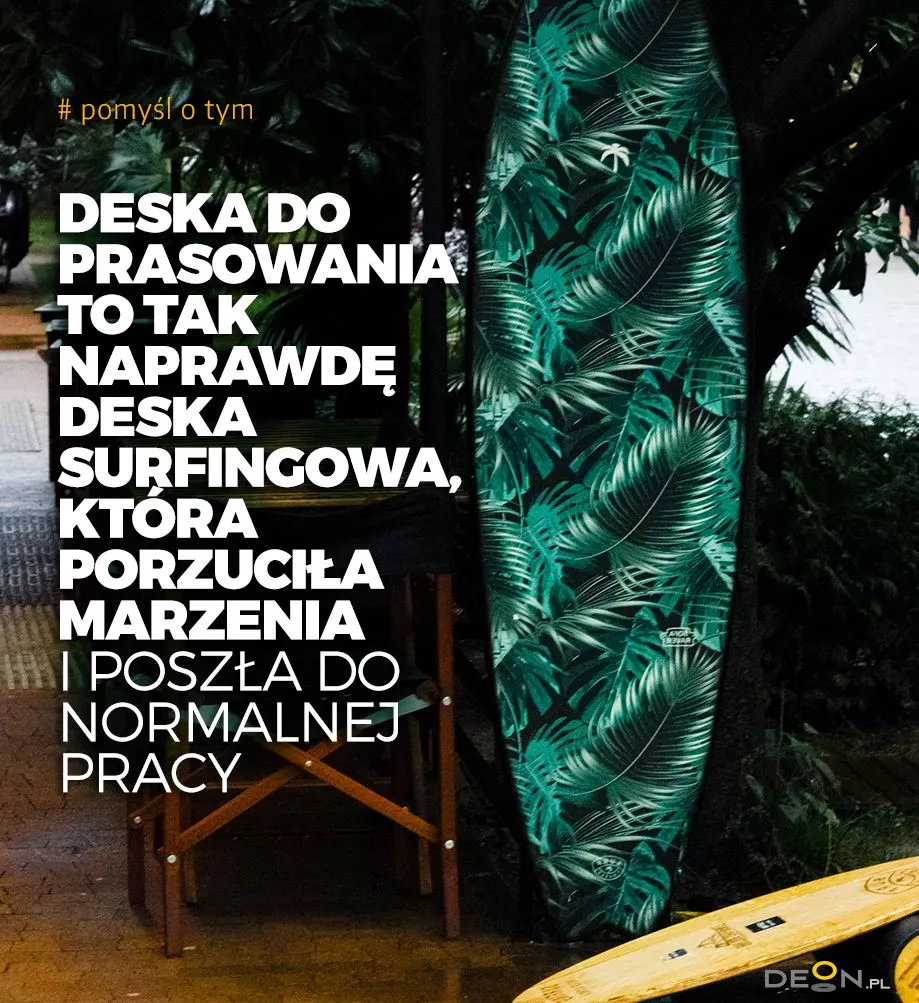 # pomyśl o tym
DESKA DO
PRASOWANIA
TO TAK
NAPRAWDĘ
DESKA
SURFINGOWA,
KTÓRA
PORZUCIŁA
MARZENIA
I POSZŁA DO
NORMALNEJ
PRACY
DEON.PL